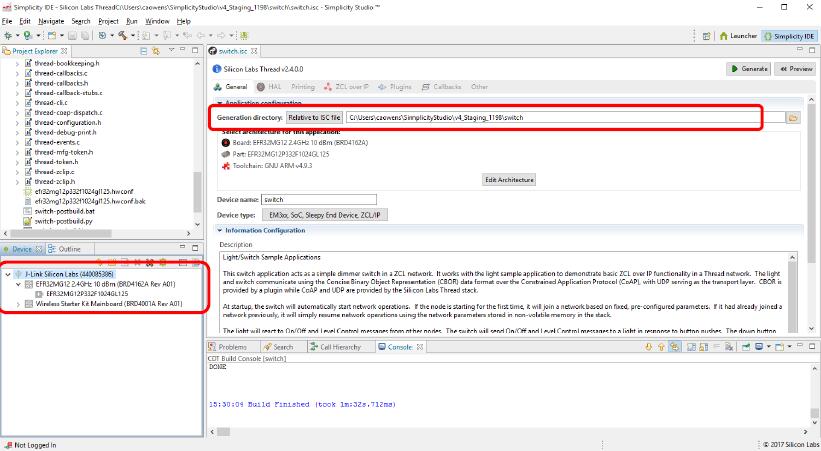 Simplicity IDE - Silicon Labs ThreadC:\Users\caowens\SimplicityStudio\v4_Staging_1198\switch\switch.isc - Simplicity Studio ™
File Edit Navigate Search Project Run Window Help
Launcher Simplicity IDE
Project Explorer
thread-bookkeeping.h
thread-callbacks.c
thread-callbacks.h
thread-callback-stubs.c
thread-cli.c
thread-coap-dispatch.c
thread-configuration.h
thread-debug-print.h
thread-events.c
thread-mfg-token.h
thread-token.h
thread-zclip.c
thread-zclip.h
efr32mg12p332f1024gl125.hwconf
efr32mg12p332f1024gl125.hwconf.bak
switch-postbuild.bat
switch-postbuild.py
Device Outline
J-Link Silicon Labs (440085386)
EFR32MG12 2.4GHz 10 dBm (BRD4162A Rev A01)
EFR32MG12P332F1024GL125
Wireless Starter Kit Mainboard (BRD4001A Rev A01)
switch.isc
Silicon Labs Thread v2.4.0.0
Generate Preview
General HAL Printing ZCL over IP Plugins Callbacks Other
Application configuration
Generation directory: Relative to ISC file C:\Users\caowens\SimplicityStudio\v4_Staging_1198\switch
Select architecture for this application:
Board: EFR32MG12 2.4GHz 10 dBm (BRD4162A)
Part: EFR32MG12P332F1024GL125
Toolchain: GNU ARM v4.9.3
Edit Architecture
Device name: switch
Device type: EM3xx, SoC, Sleepy End Device, ZCL/IP
Information Configuration
Description
Light/Switch Sample Applications
This switch application acts as a simple dimmer switch in a ZCL network. It works with the light sample application to demonstrate basic ZCL over IP functionality in a Thread network. The light
and switch communicate using the Concise Binary Object Representation (CBOR) data format over the Constrained Application Protocol (CoAP), with UDP serving as the transport layer. CBOR is
provided by a plugin while CoAP and UDP are provided by the Silicon Labs Thread stack.
At startup, the switch will automatically start network operations. If the node is starting for the first time, it will join a network based on fixed, pre-configured parameters. If it had already joined a
network previously, it will simply resume network operations using the network parameters stored in non-volatile memory in the stack.
The light will react to On/Off and Level Control messages from other nodes. The switch will send On/Off and Level Control messages to a light in response to button pushes. The down button
Problems Search Call Hierarchy Console
CDT Build Console [switch]
DONE
15:30:04 Build Finished (took 1m:32s.712ms)
Not Logged In
© 2017 Silicon Labs